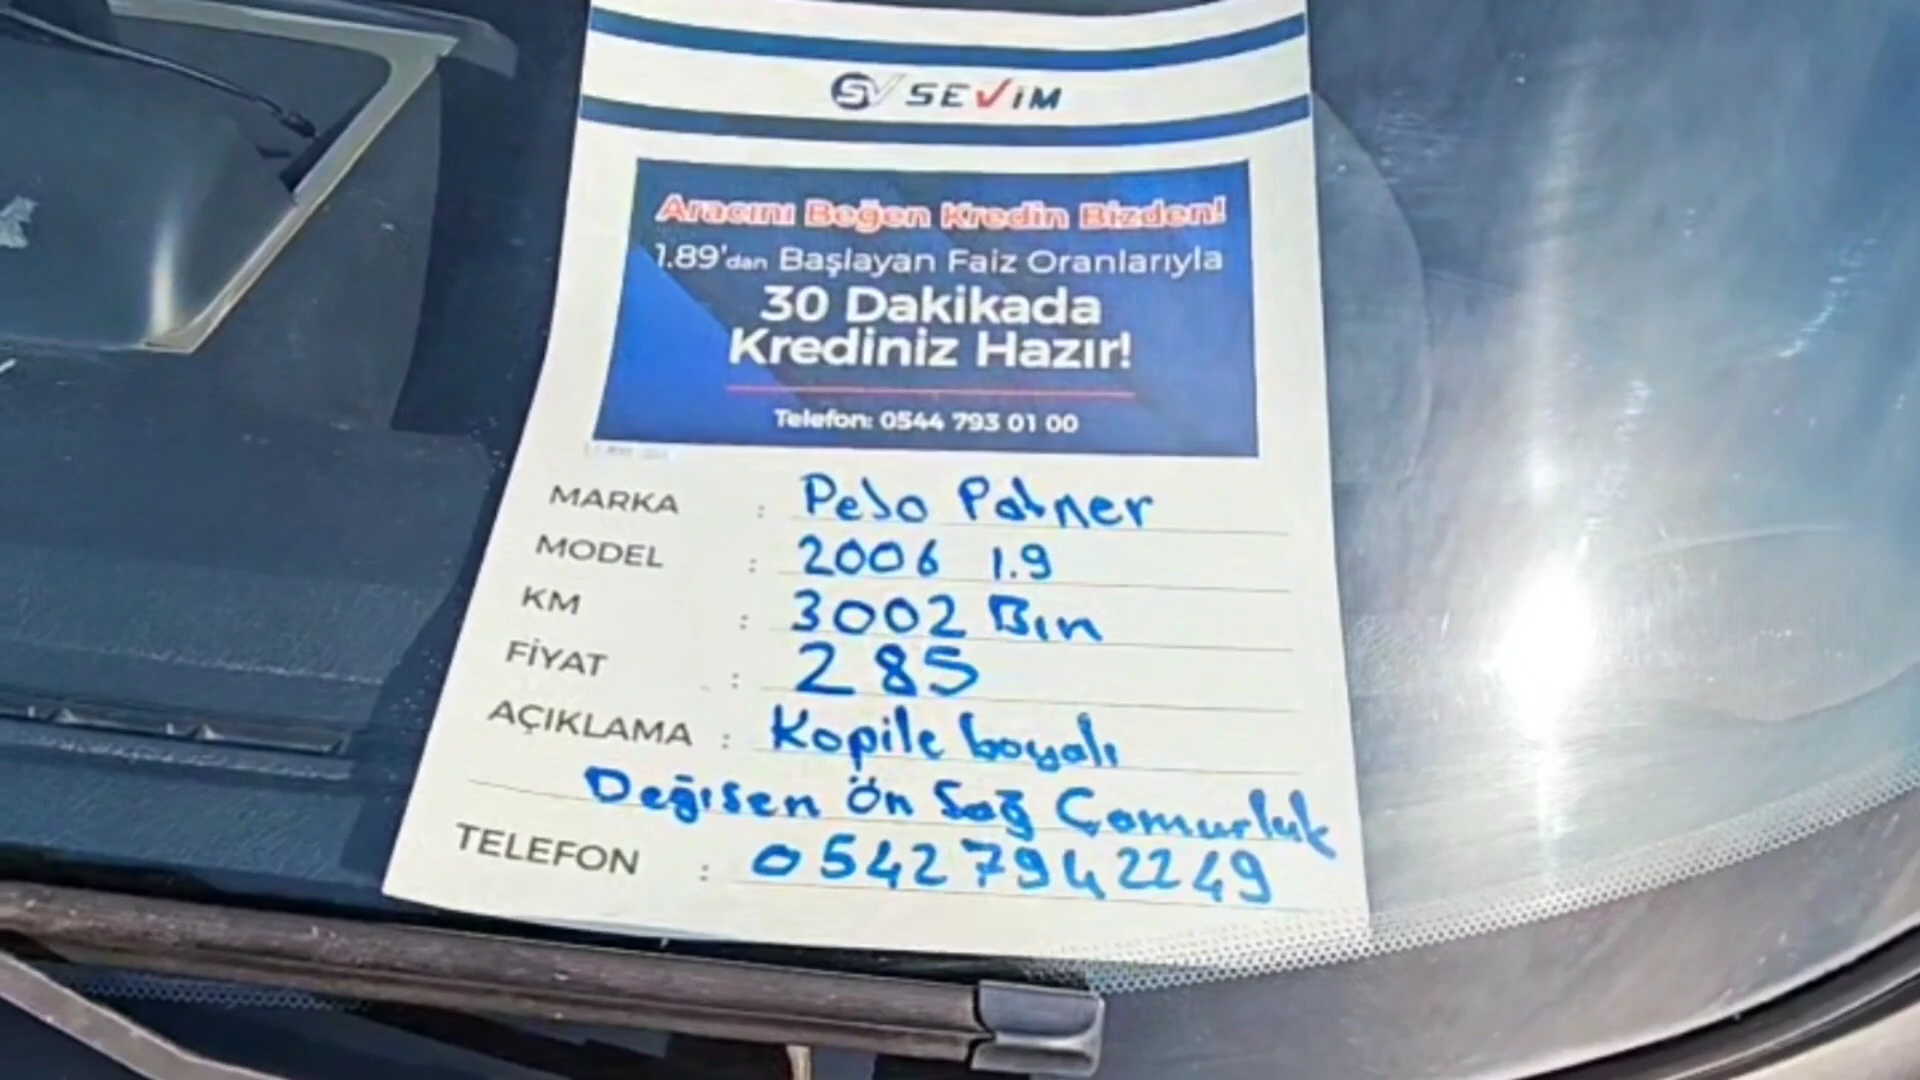 SV SEVİM
Aracını Beğen Kredin Bizden!
1.89'dan Başlayan Faiz Oranlarıyla
30 Dakikada
Krediniz Hazır!
Telefon: 0544 793 01 00
MARKA : Pejo Patner
MODEL : 2006 1.9
KM : 3002 Bin
FİYAT : 285
AÇIKLAMA : Kopile boyalı
Değisen Ön Sağ Çamurluk
TELEFON : 05427942249